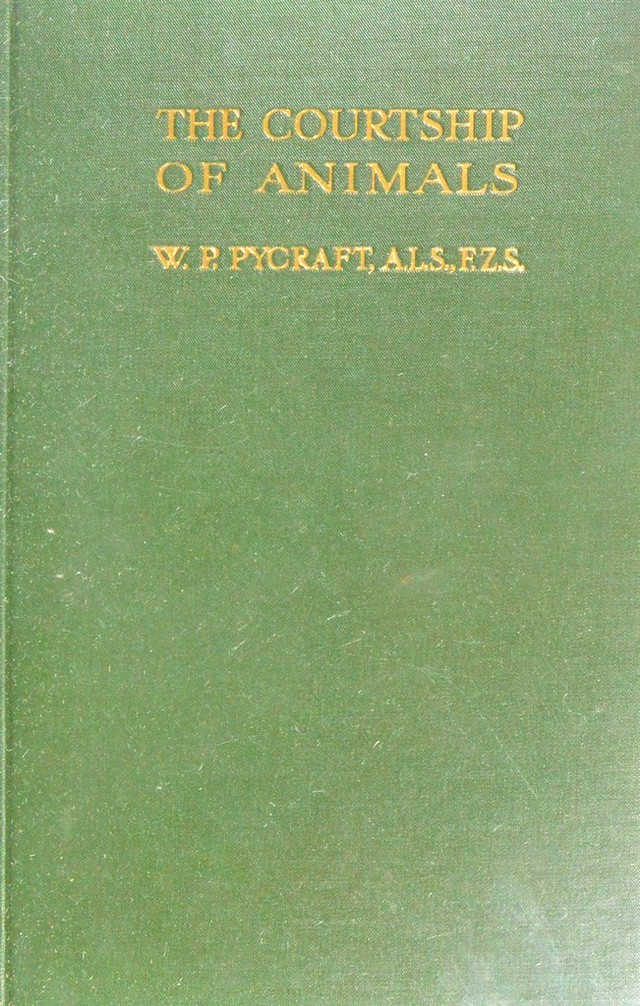 THE COURTSHIP
OF ANIMALS
W. P. PYCRAFT, A.L.S., F.Z.S.